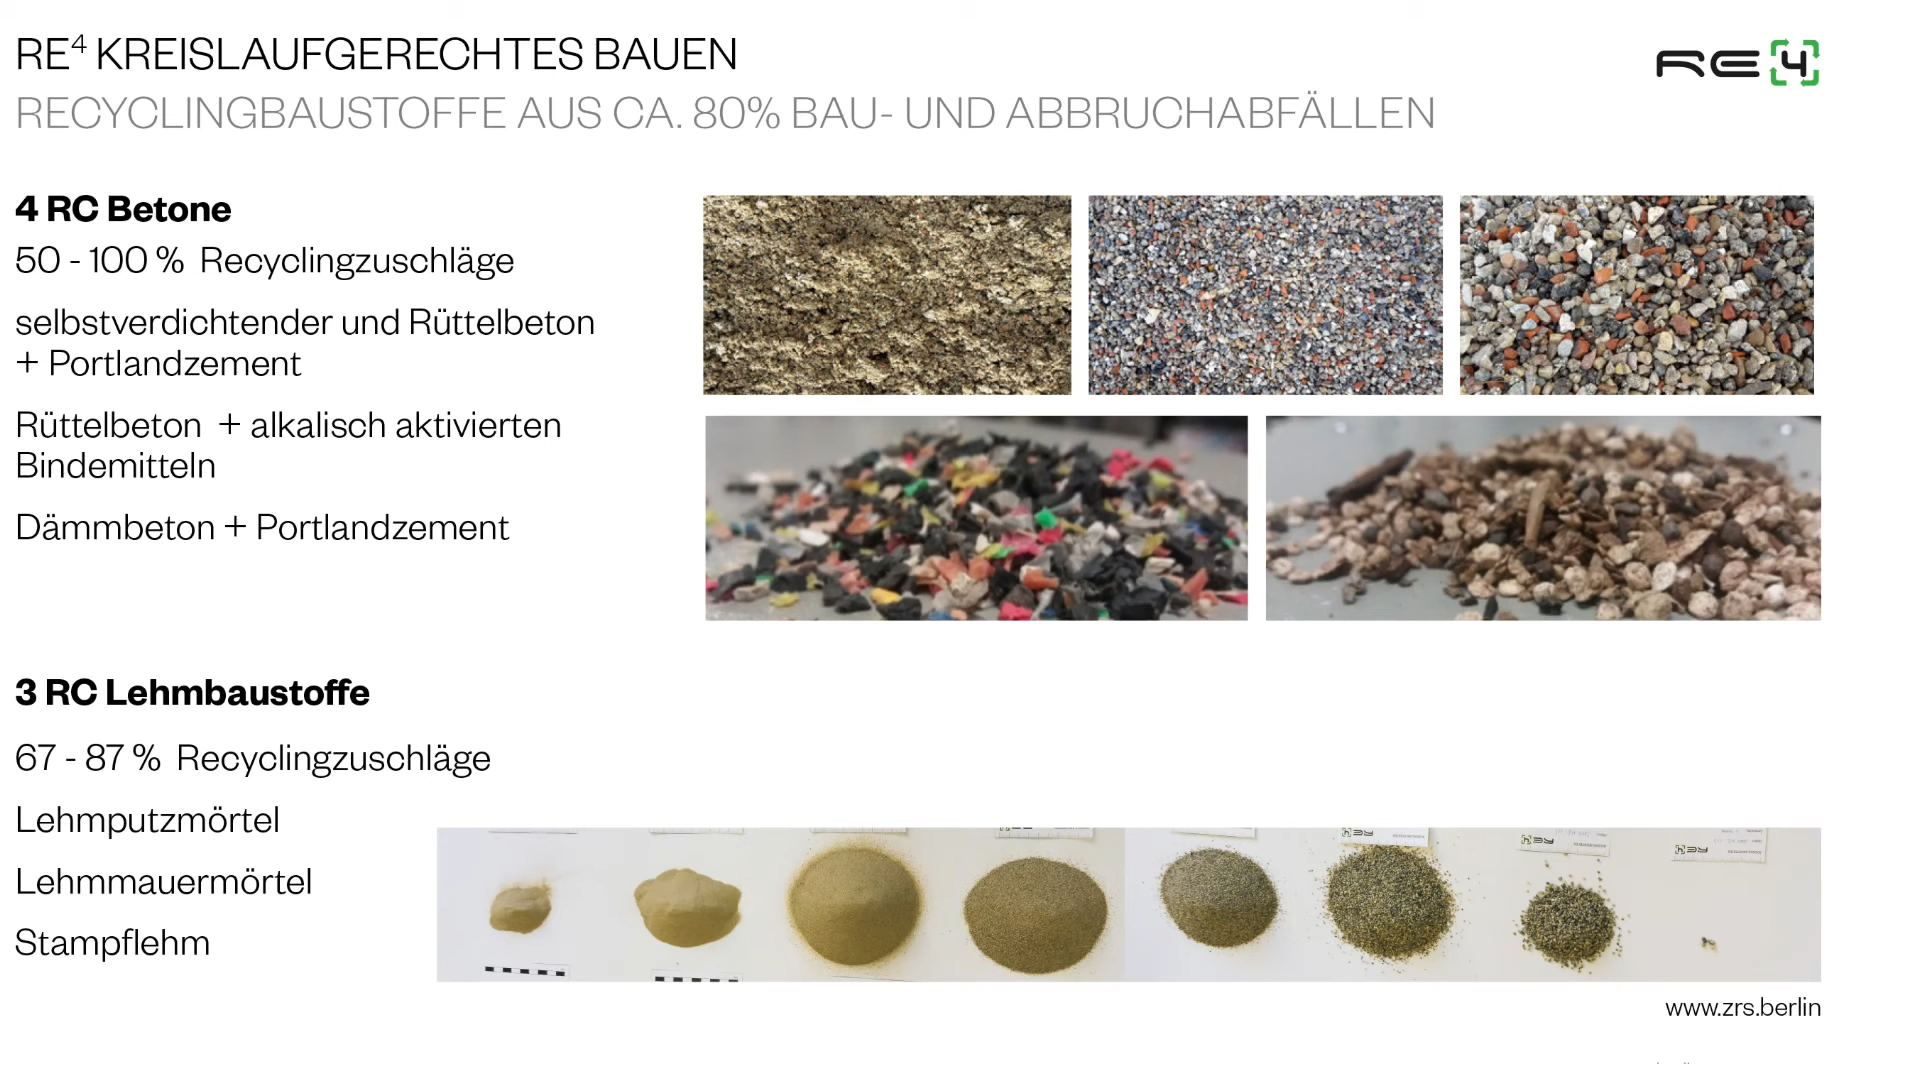 RE⁴ KREISLAUFGERECHTES BAUEN
RECYCLINGBAUSTOFFE AUS CA. 80% BAU- UND ABBRUCHABFÄLLEN
RE4
4 RC Betone
50 - 100 % Recyclingzuschläge
selbstverdichtender und Rüttelbeton
+ Portlandzement
Rüttelbeton + alkalisch aktivierten
Bindemitteln
Dämmbeton + Portlandzement
3 RC Lehmbaustoffe
67 - 87 % Recyclingzuschläge
Lehmputzmörtel
Lehmmauermörtel
Stampflehm
www.zrs.berlin